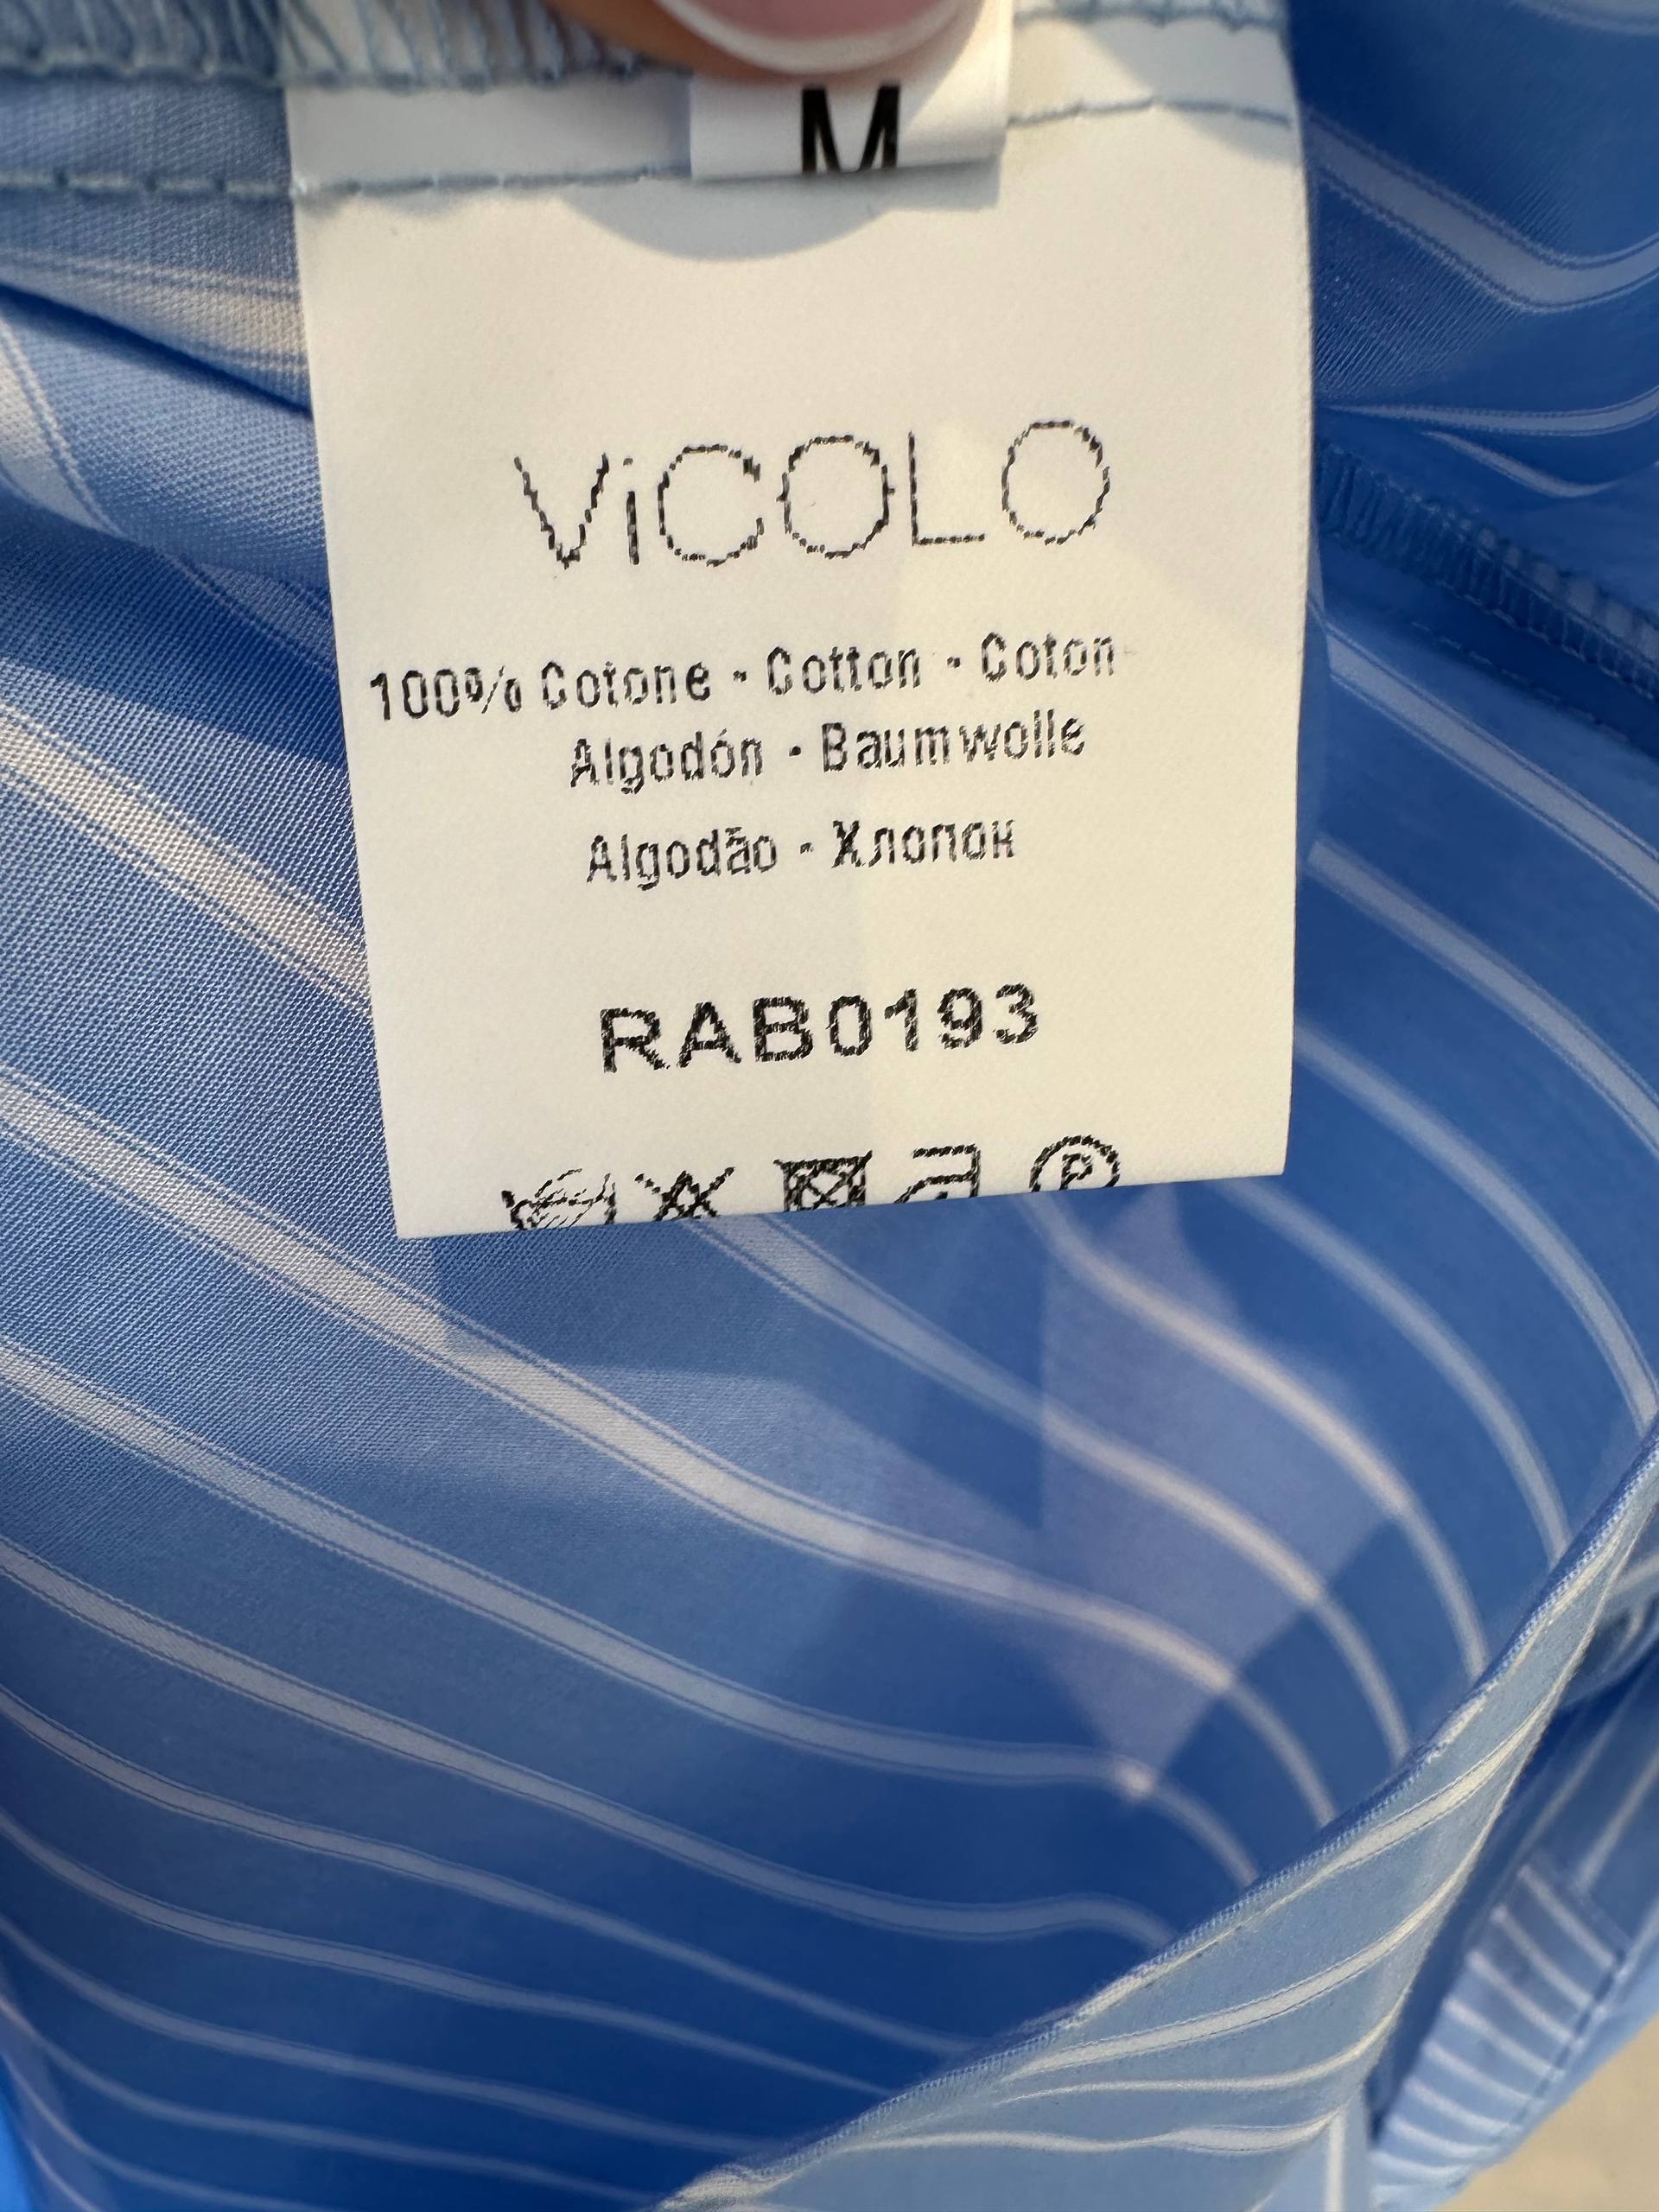 M
ViCOLO
100% Cotone - Cotton - Coton
Algodón - Baumwolle
Algodão - Хлопок
RAB0193
P